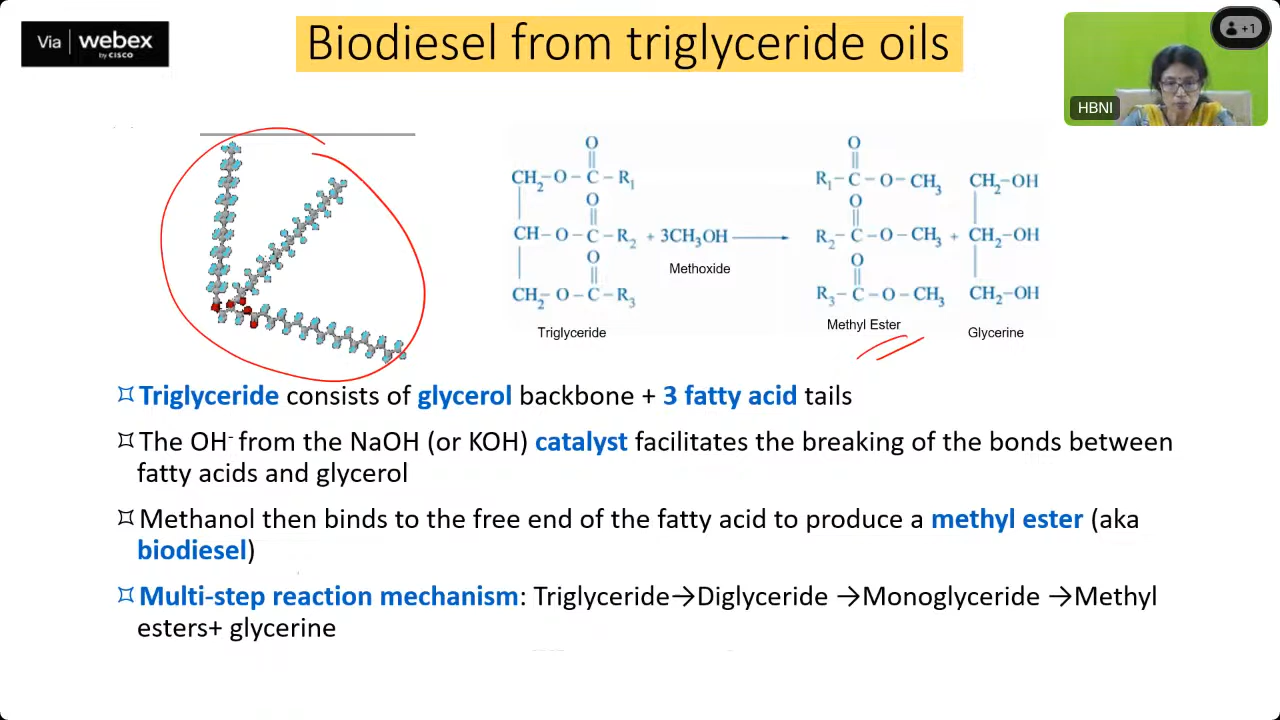 Via webex
by CISCO
Biodiesel from triglyceride oils
+1
HBNI
O
CH2-O-C-R1
O
CH-O-C-R2 + 3CH3OH
O
CH2-O-C-R3
Methoxide
Triglyceride
O
R1-C-O-CH3
O
R2-C-O-CH3 +
O
R3-C-O-CH3
Methyl Ester
CH2-OH
CH2-OH
CH2-OH
Glycerine
Triglyceride consists of glycerol backbone + 3 fatty acid tails
The OH- from the NaOH (or KOH) catalyst facilitates the breaking of the bonds between
fatty acids and glycerol
Methanol then binds to the free end of the fatty acid to produce a methyl ester (aka
biodiesel)
Multi-step reaction mechanism: Triglyceride→Diglyceride →Monoglyceride →Methyl
esters+ glycerine